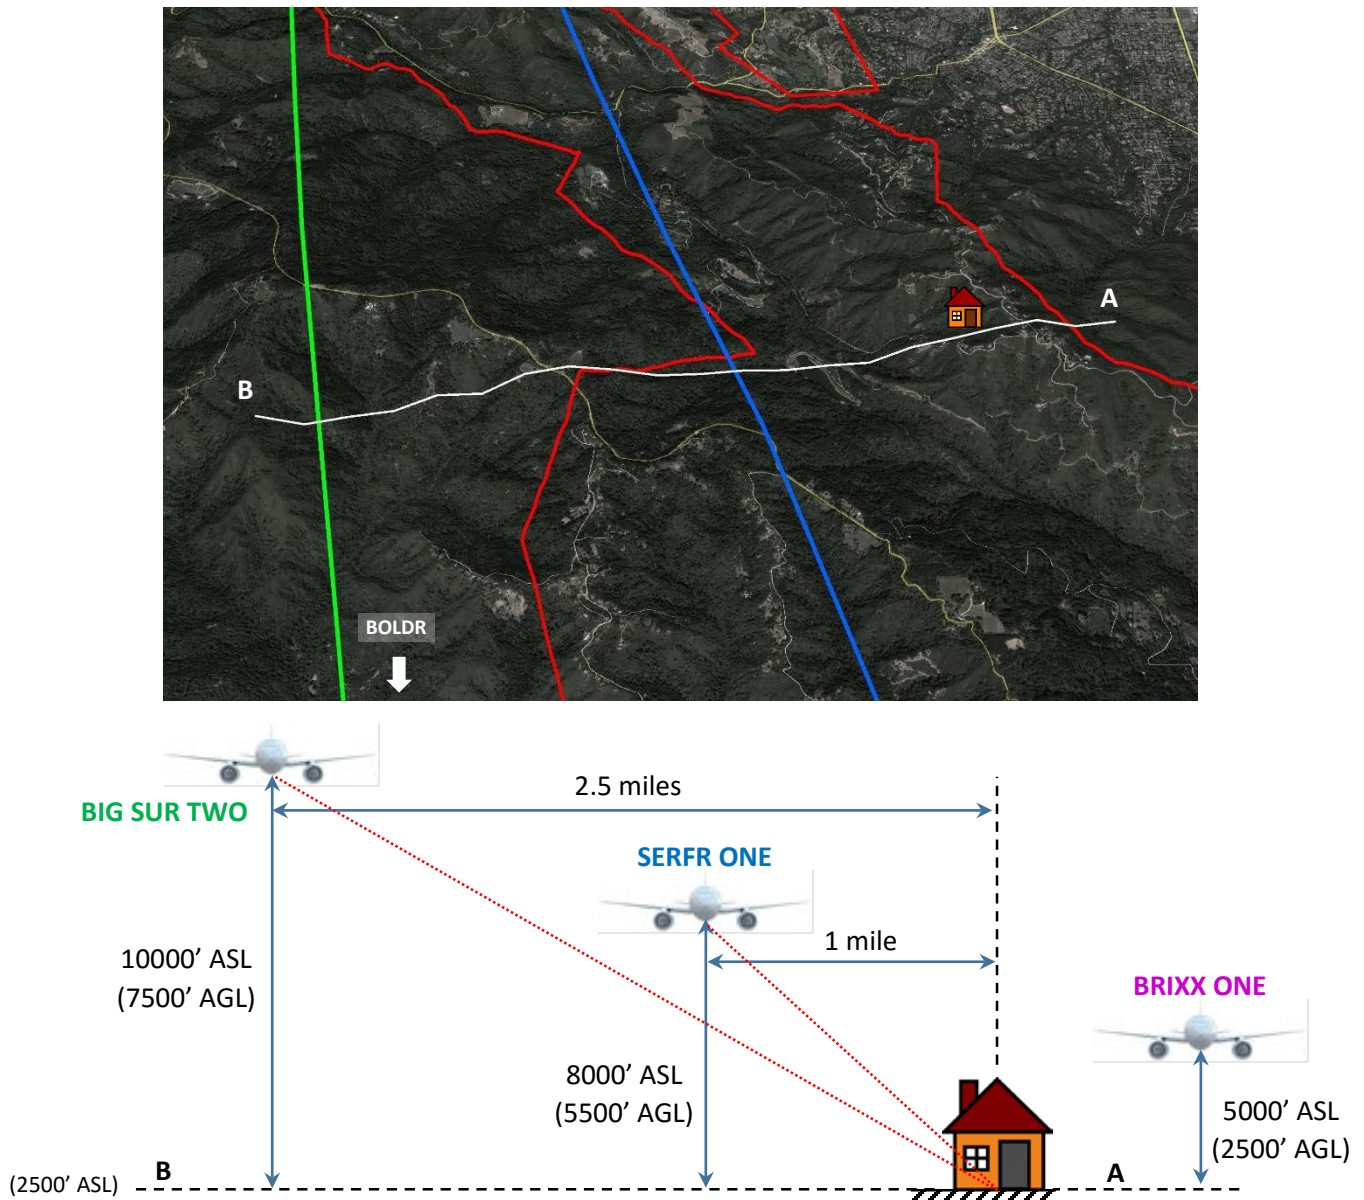 A
B
BOLDR
2.5 miles
BIG SUR TWO
SERFR ONE
1 mile
10000’ ASL
(7500’ AGL)
BRIXX ONE
8000’ ASL
(5500’ AGL)
5000’ ASL
(2500’ AGL)
(2500’ ASL)
B
A